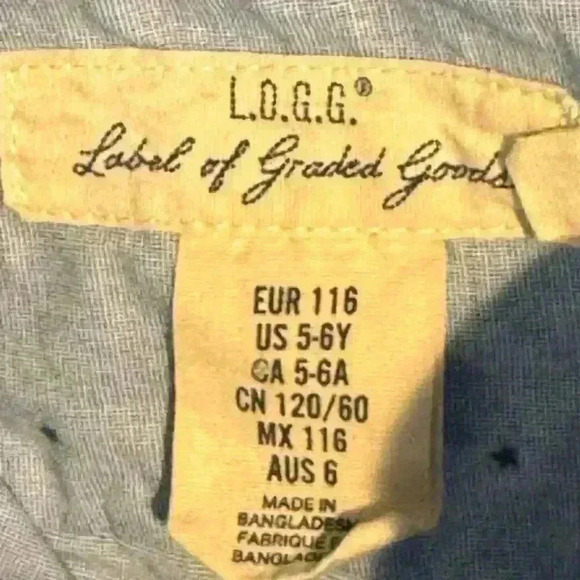 L.O.G.G.®
Label of Graded Goods
EUR 116
US 5-6Y
CA 5-6A
CN 120/60
MX 116
AUS 6
MADE IN
BANGLADESH
FABRIQUE